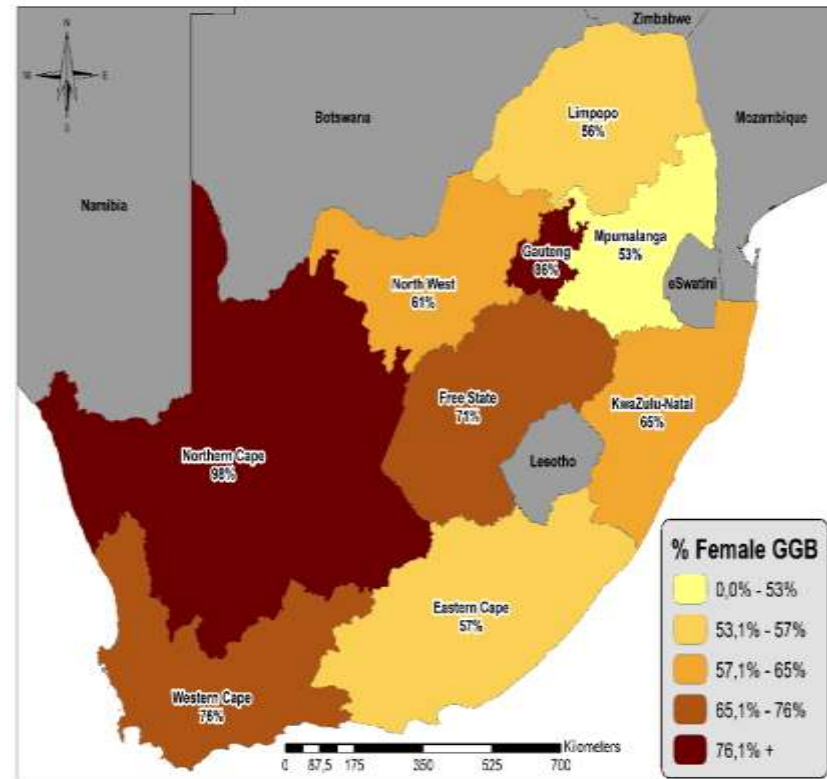 Zimbabwe
N
W
E
S
Limpopo
56%
Botswana
Mozambique
Namibia
Mpumalanga
53%
Gauteng
86%
eSwatini
North West
61%
Free State
71%
KwaZulu-Natal
65%
Northern Cape
98%
Lesotho
Eastern Cape
57%
Western Cape
76%
% Female GGB
0,0% - 53%
53,1% - 57%
57,1% - 65%
65,1% - 76%
76,1% +
Kilometers
0 87,5 175 350 525 700